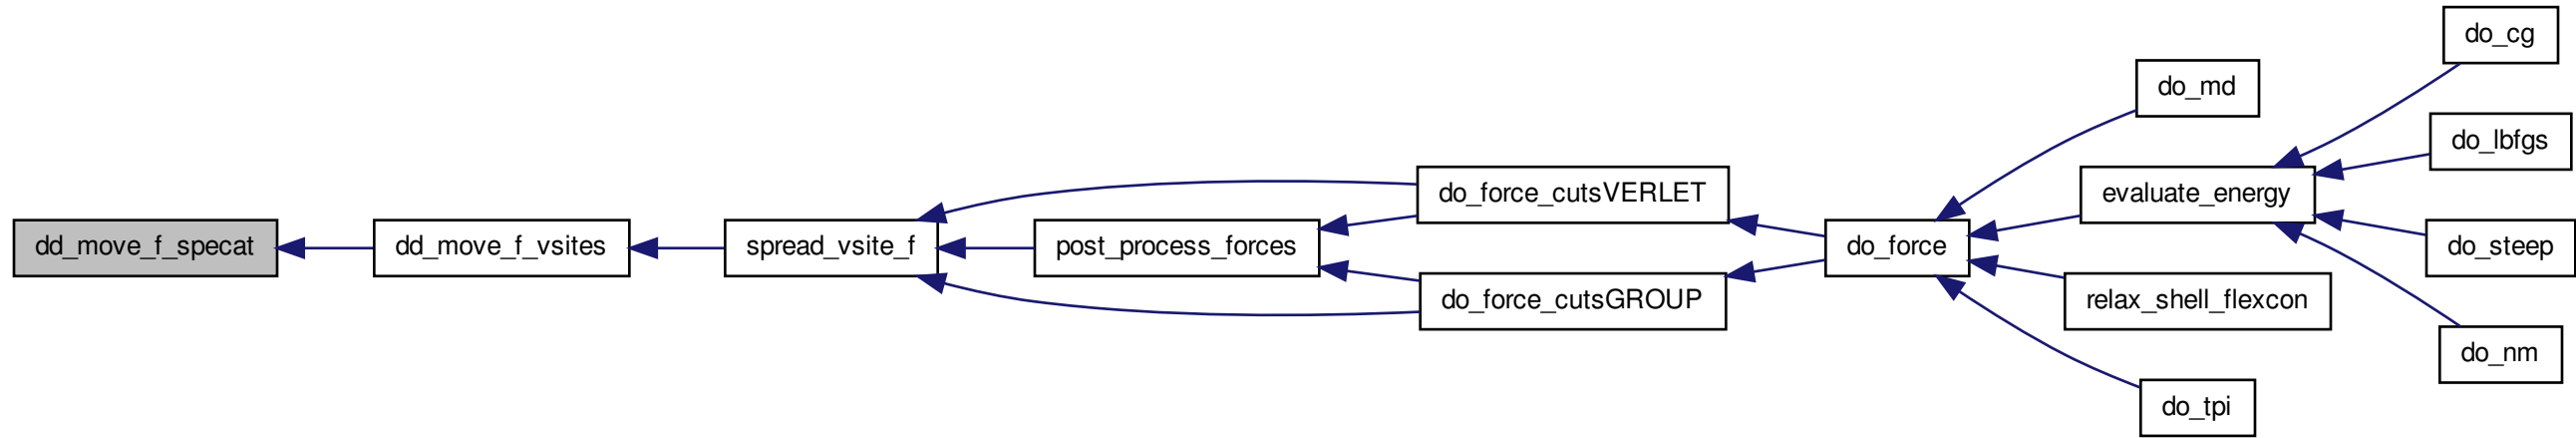 dd_move_f_specat
dd_move_f_vsites
spread_vsite_f
do_force_cutsVERLET
post_process_forces
do_force_cutsGROUP
do_force
do_md
evaluate_energy
relax_shell_flexcon
do_tpi
do_cg
do_lbfgs
do_steep
do_nm